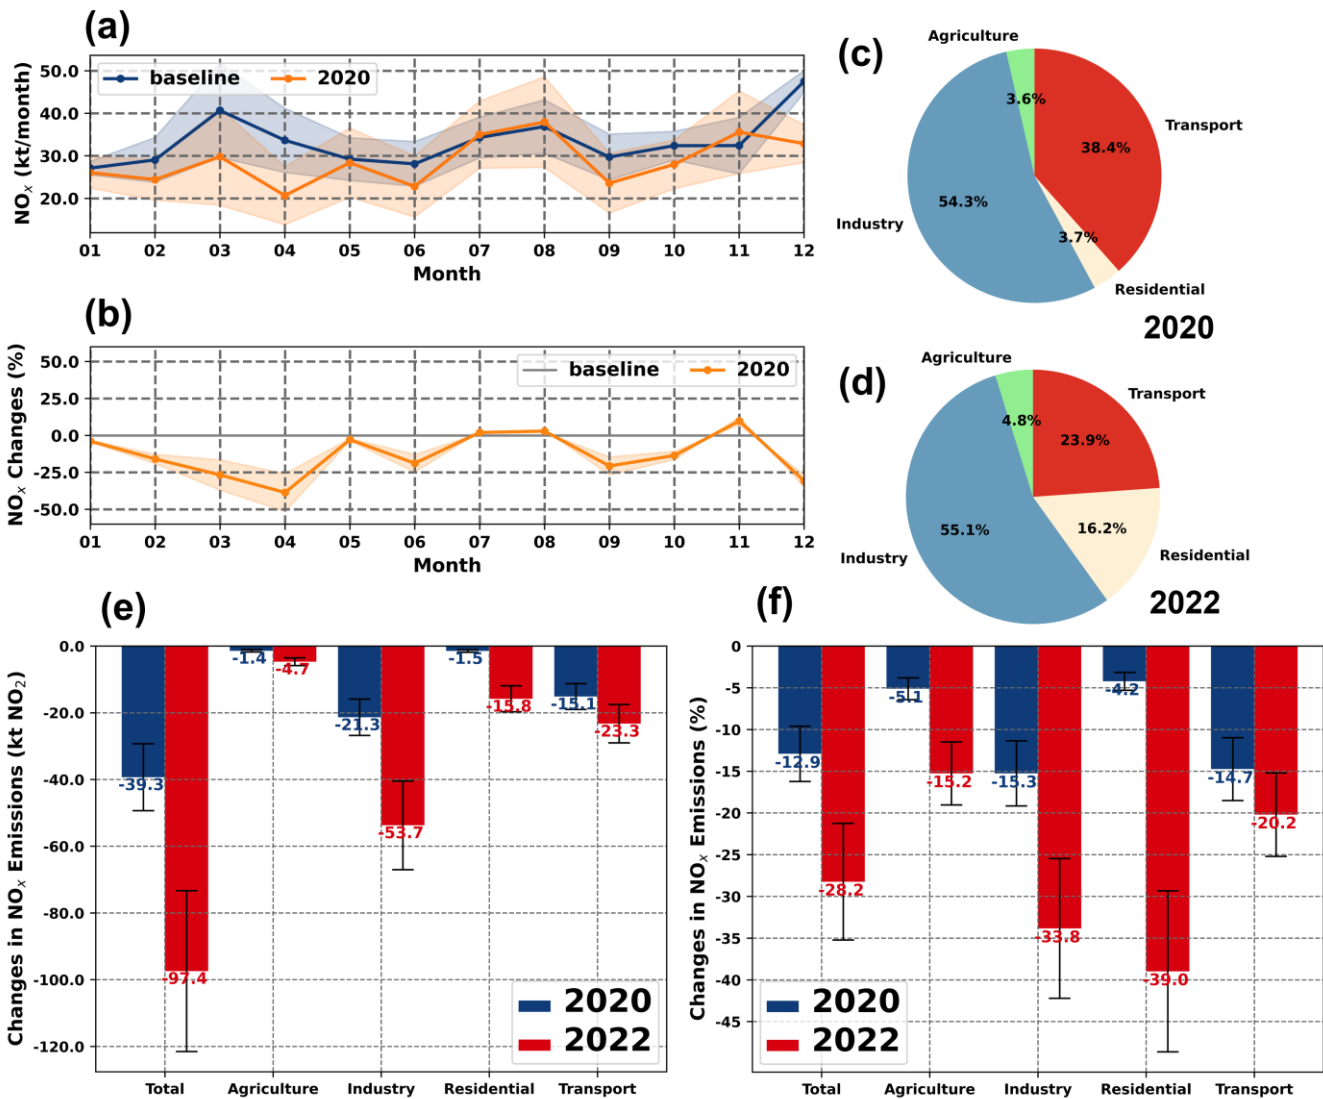 (a)
NOx (kt/month)
50.0
40.0
30.0
20.0
baseline
2020
01 02 03 04 05 06 07 08 09 10 11 12
Month
(b)
NOx Changes (%)
50.0
25.0
0.0
-25.0
-50.0
baseline
2020
01 02 03 04 05 06 07 08 09 10 11 12
Month
(c)
Agriculture
3.6%
Transport
38.4%
54.3%
Industry
3.7%
Residential
2020
(d)
Agriculture
4.8%
Transport
23.9%
55.1%
16.2%
Industry
Residential
2022
(e)
Changes in NOx Emissions (kt NO2)
0.0
-20.0
-40.0
-60.0
-80.0
-100.0
-120.0
-39.3
-97.4
-1.4
-4.7
-21.3
-53.7
-1.5
-15.8
-15.1
-23.3
2020
2022
Total Agriculture Industry Residential Transport
(f)
Changes in NOx Emissions (%)
0
-5
-10
-15
-20
-25
-30
-35
-40
-45
-12.9
-28.2
-5.1
-15.2
-15.3
-33.8
-4.2
-39.0
-14.7
-20.2
2020
2022
Total Agriculture Industry Residential Transport